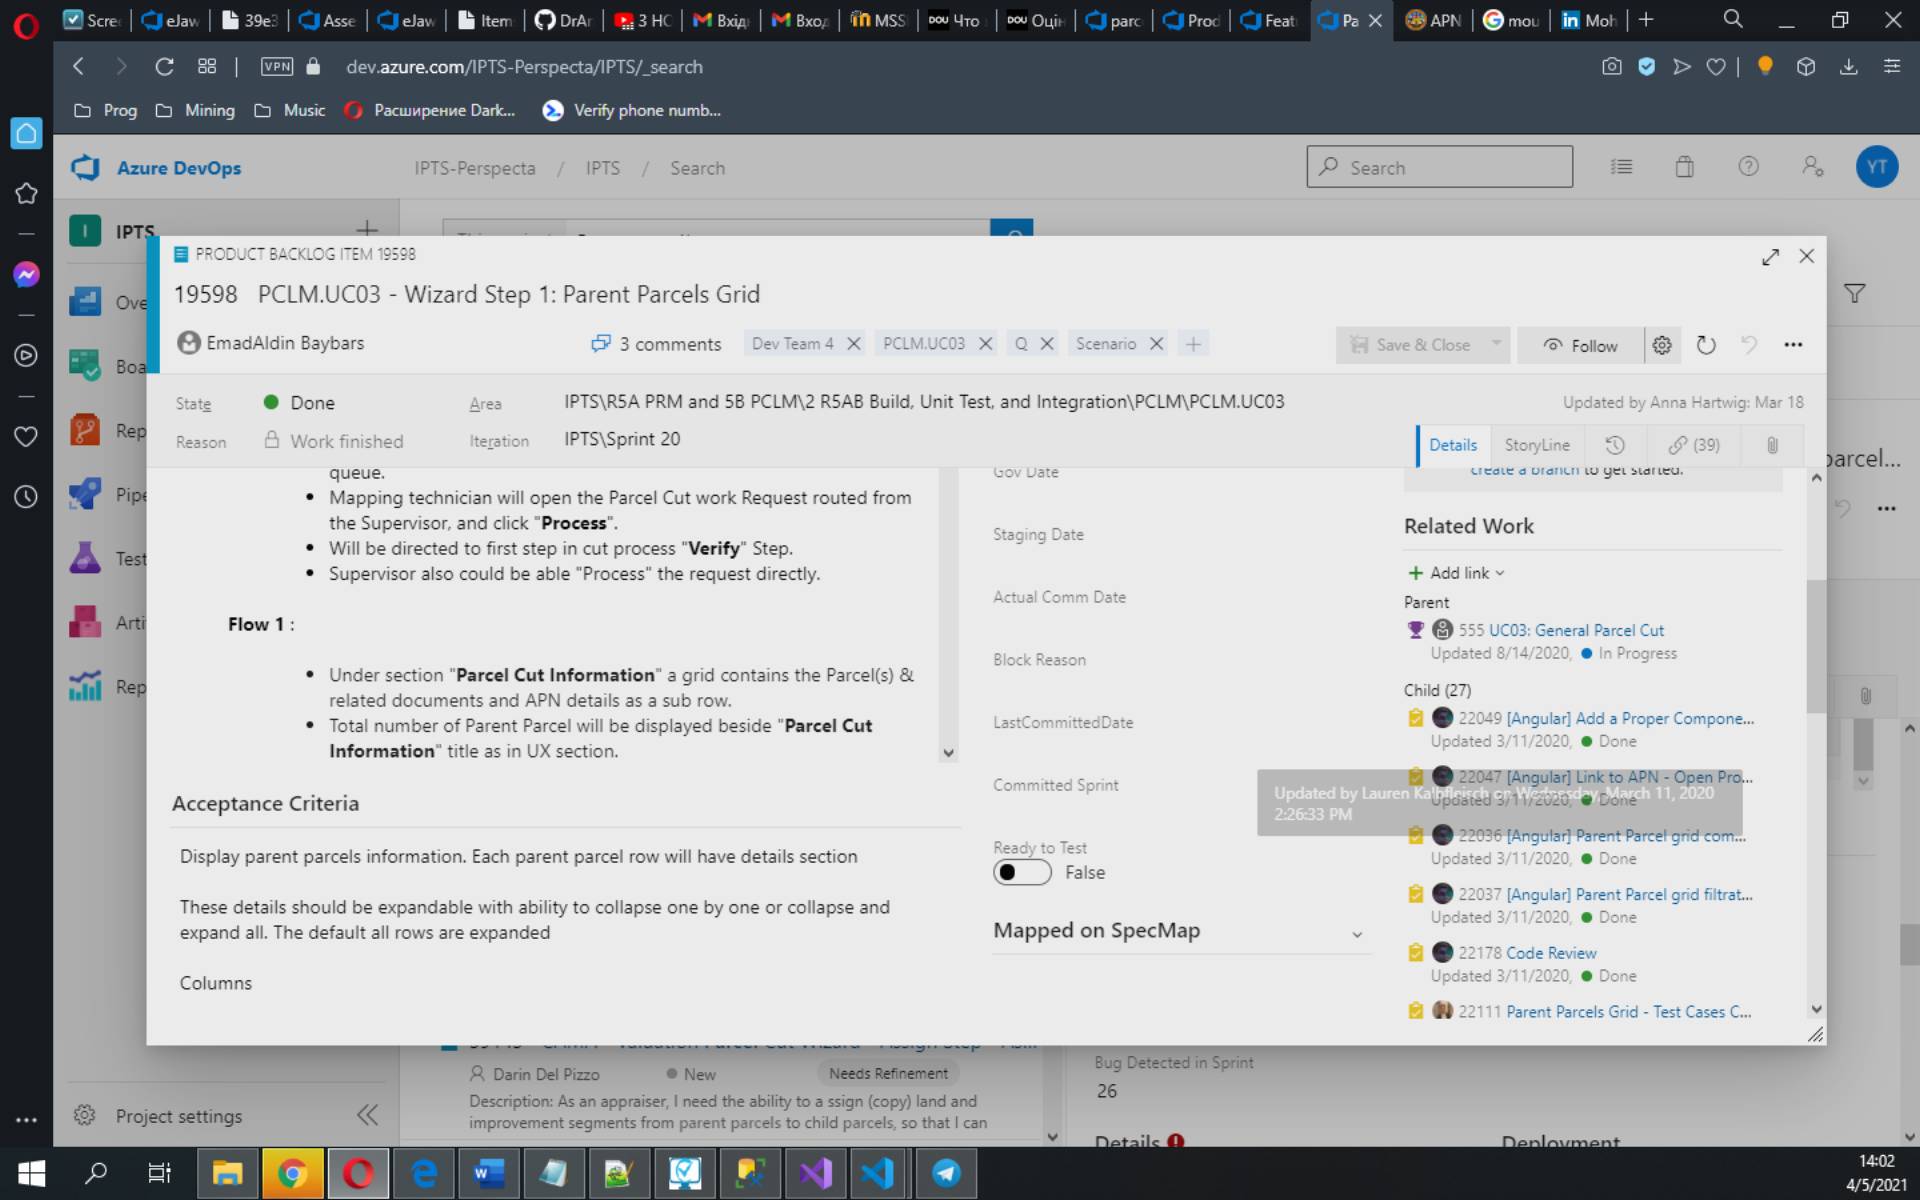 Scre
eJaw
39e3
Asse
eJaw
Item
DrAr
3 HC
Вхід
Вход
MSS
DOU Что
DOU Оцін
parc
Prod
Feat
Pa
APN
mou
Moh
VPN
dev.azure.com/IPTS-Perspecta/IPTS/_search
Prog
Mining
Music
Расширение Dark...
Verify phone numb...
Azure DevOps
IPTS-Perspecta / IPTS / Search
Search
YT
I IPTS
Ove
Boa
Rep
Pipe
Test
Arti
Rep
Project settings
PRODUCT BACKLOG ITEM 19598
19598 PCLM.UC03 - Wizard Step 1: Parent Parcels Grid
EmadAldin Baybars
3 comments
Dev Team 4
PCLM.UC03
Q
Scenario
Save & Close
Follow
State Done
Area IPTS\R5A PRM and 5B PCLM\2 R5AB Build, Unit Test, and Integration\PCLM\PCLM.UC03
Updated by Anna Hartwig: Mar 18
Reason Work finished
Iteration IPTS\Sprint 20
Details
StoryLine
(39)
queue.
• Mapping technician will open the Parcel Cut work Request routed from
the Supervisor, and click "Process".
• Will be directed to first step in cut process "Verify" Step.
• Supervisor also could be able "Process" the request directly.
Flow 1 :
• Under section "Parcel Cut Information" a grid contains the Parcel(s) &
related documents and APN details as a sub row.
• Total number of Parent Parcel will be displayed beside "Parcel Cut
Information" title as in UX section.
Acceptance Criteria
Display parent parcels information. Each parent parcel row will have details section
These details should be expandable with ability to collapse one by one or collapse and
expand all. The default all rows are expanded
Columns
Gov Date
Staging Date
Actual Comm Date
Block Reason
LastCommittedDate
Committed Sprint
Ready to Test
False
Mapped on SpecMap
create a branch to get started.
Related Work
Add link
Parent
555 UC03: General Parcel Cut
Updated 8/14/2020, In Progress
Child (27)
22049 [Angular] Add a Proper Compone...
Updated 3/11/2020, Done
22047 [Angular] Link to APN - Open Pro...
Updated 3/11/2020, Done
Updated by Lauren Kalbfleisch on Wednesday, March 11, 2020
2:26:33 PM
22036 [Angular] Parent Parcel grid com...
Updated 3/11/2020, Done
22037 [Angular] Parent Parcel grid filtrat...
Updated 3/11/2020, Done
22178 Code Review
Updated 3/11/2020, Done
22111 Parent Parcels Grid - Test Cases C...
parcel...
Darin Del Pizzo
New
Needs Refinement
Description: As an appraiser, I need the ability to a ssign (copy) land and
improvement segments from parent parcels to child parcels, so that I can
Bug Detected in Sprint
26
Details
Deployment
14:02
4/5/2021